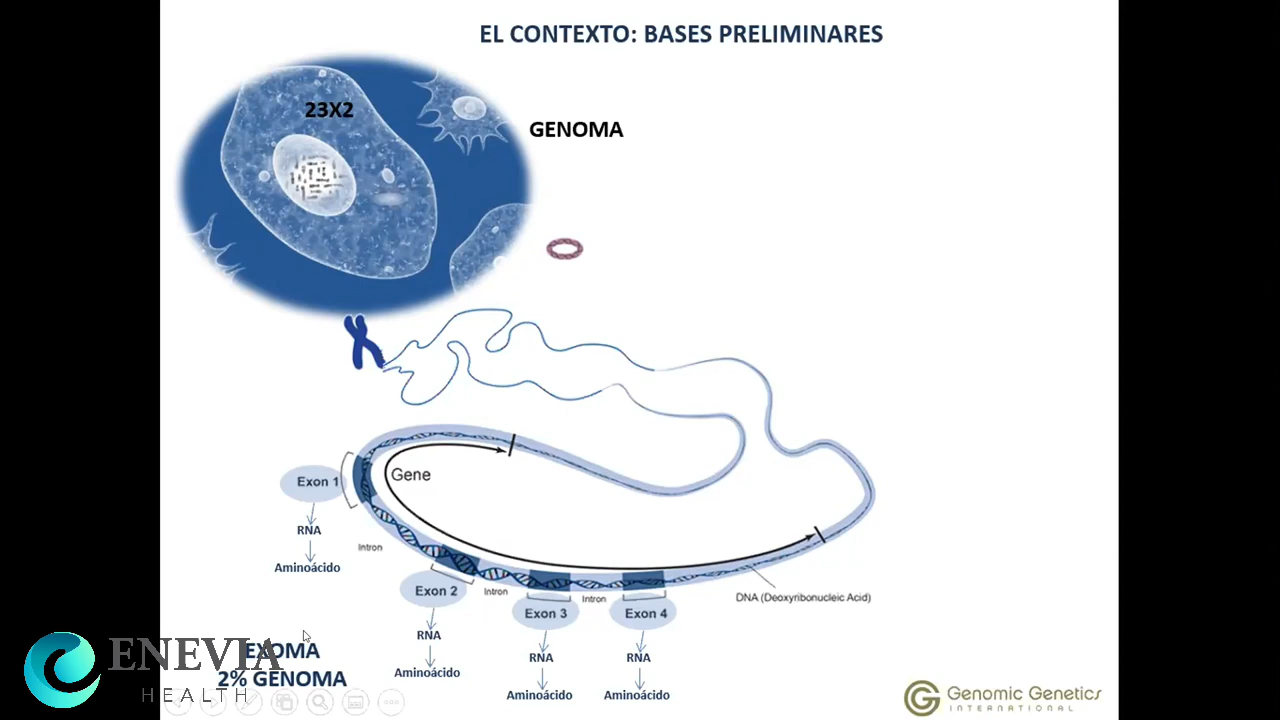 EL CONTEXTO: BASES PRELIMINARES
23X2
GENOMA
Gene
Exon 1
RNA
Aminoácido
Intron
Exon 2
RNA
Aminoácido
Intron
Exon 3
RNA
Aminoácido
Intron
Exon 4
RNA
Aminoácido
DNA (Deoxyribonucleic Acid)
EXOMA
2% GENOMA
ENEVIA
HEALTH
Genomic Genetics
INTERNATIONAL